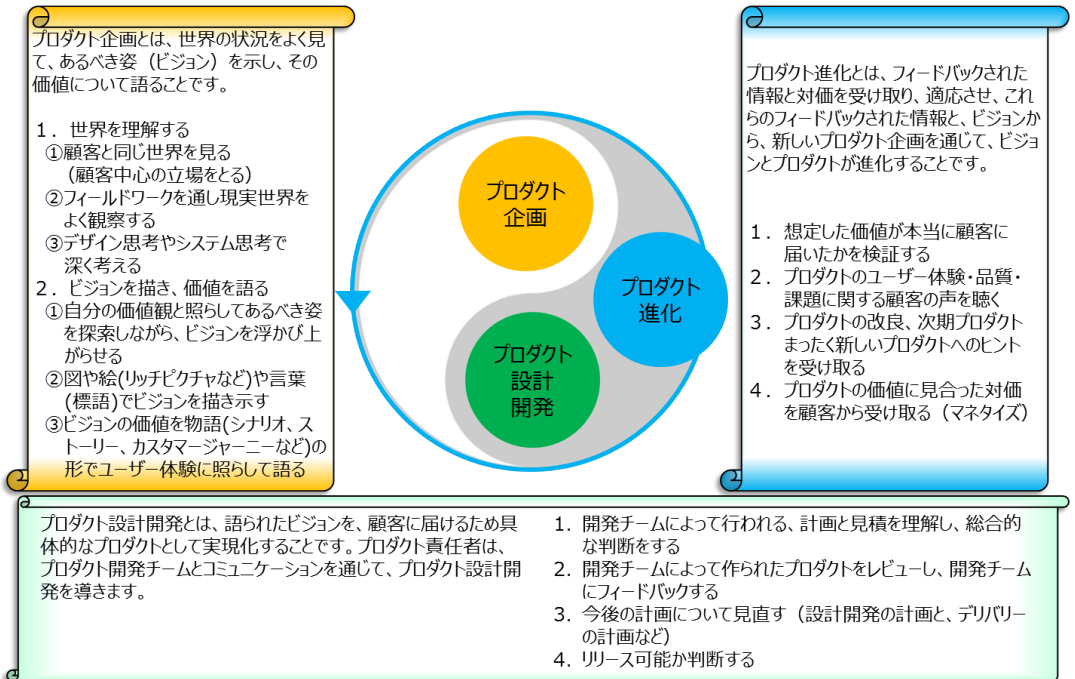 プロダクト企画とは、世界の状況をよく見
て、あるべき姿（ビジョン）を示し、その
価値について語ることです。
１．世界を理解する
①顧客と同じ世界を見る
(顧客中心の立場をとる)
②フィールドワークを通し現実世界を
よく観察する
③デザイン思考やシステム思考で
深く考える
２．ビジョンを描き、価値を語る
①自分の価値観と照らしてあるべき姿
を探索しながら、ビジョンを浮かび上
がらせる
②図や絵(リッチピクチャなど)や言葉
(標語)でビジョンを描き示す
③ビジョンの価値を物語(シナリオ、ス
トーリー、カスタマージャーニーなど)の
形でユーザー体験に照らして語る
プロダクト
企画
プロダクト
進化
プロダクト
設計
開発
プロダクト進化とは、フィードバックされた
情報と対価を受け取り、適応させ、これ
らのフィードバックされた情報と、ビジョンか
ら、新しいプロダクト企画を通じて、ビジョ
ンとプロダクトが進化することです。
１．想定した価値が本当に顧客に
届いたかを検証する
２．プロダクトのユーザー体験・品質・
課題に関する顧客の声を聴く
３．プロダクトの改良、次期プロダクト
まったく新しいプロダクトへのヒント
を受け取る
４．プロダクトの価値に見合った対価
を顧客から受け取る（マネタイズ）
プロダクト設計開発とは、語られたビジョンを、顧客に届けるため具
体的なプロダクトとして実現化することです。プロダクト責任者は、
プロダクト開発チームとコミュニケーションを通じて、プロダクト設計開
発を導きます。
1. 開発チームによって行われる、計画と見積を理解し、総合的
な判断をする
2. 開発チームによって作られたプロダクトをレビューし、開発チーム
にフィードバックする
3. 今後の計画について見直す（設計開発の計画と、デリバリー
の計画など）
4. リリース可能か判断する